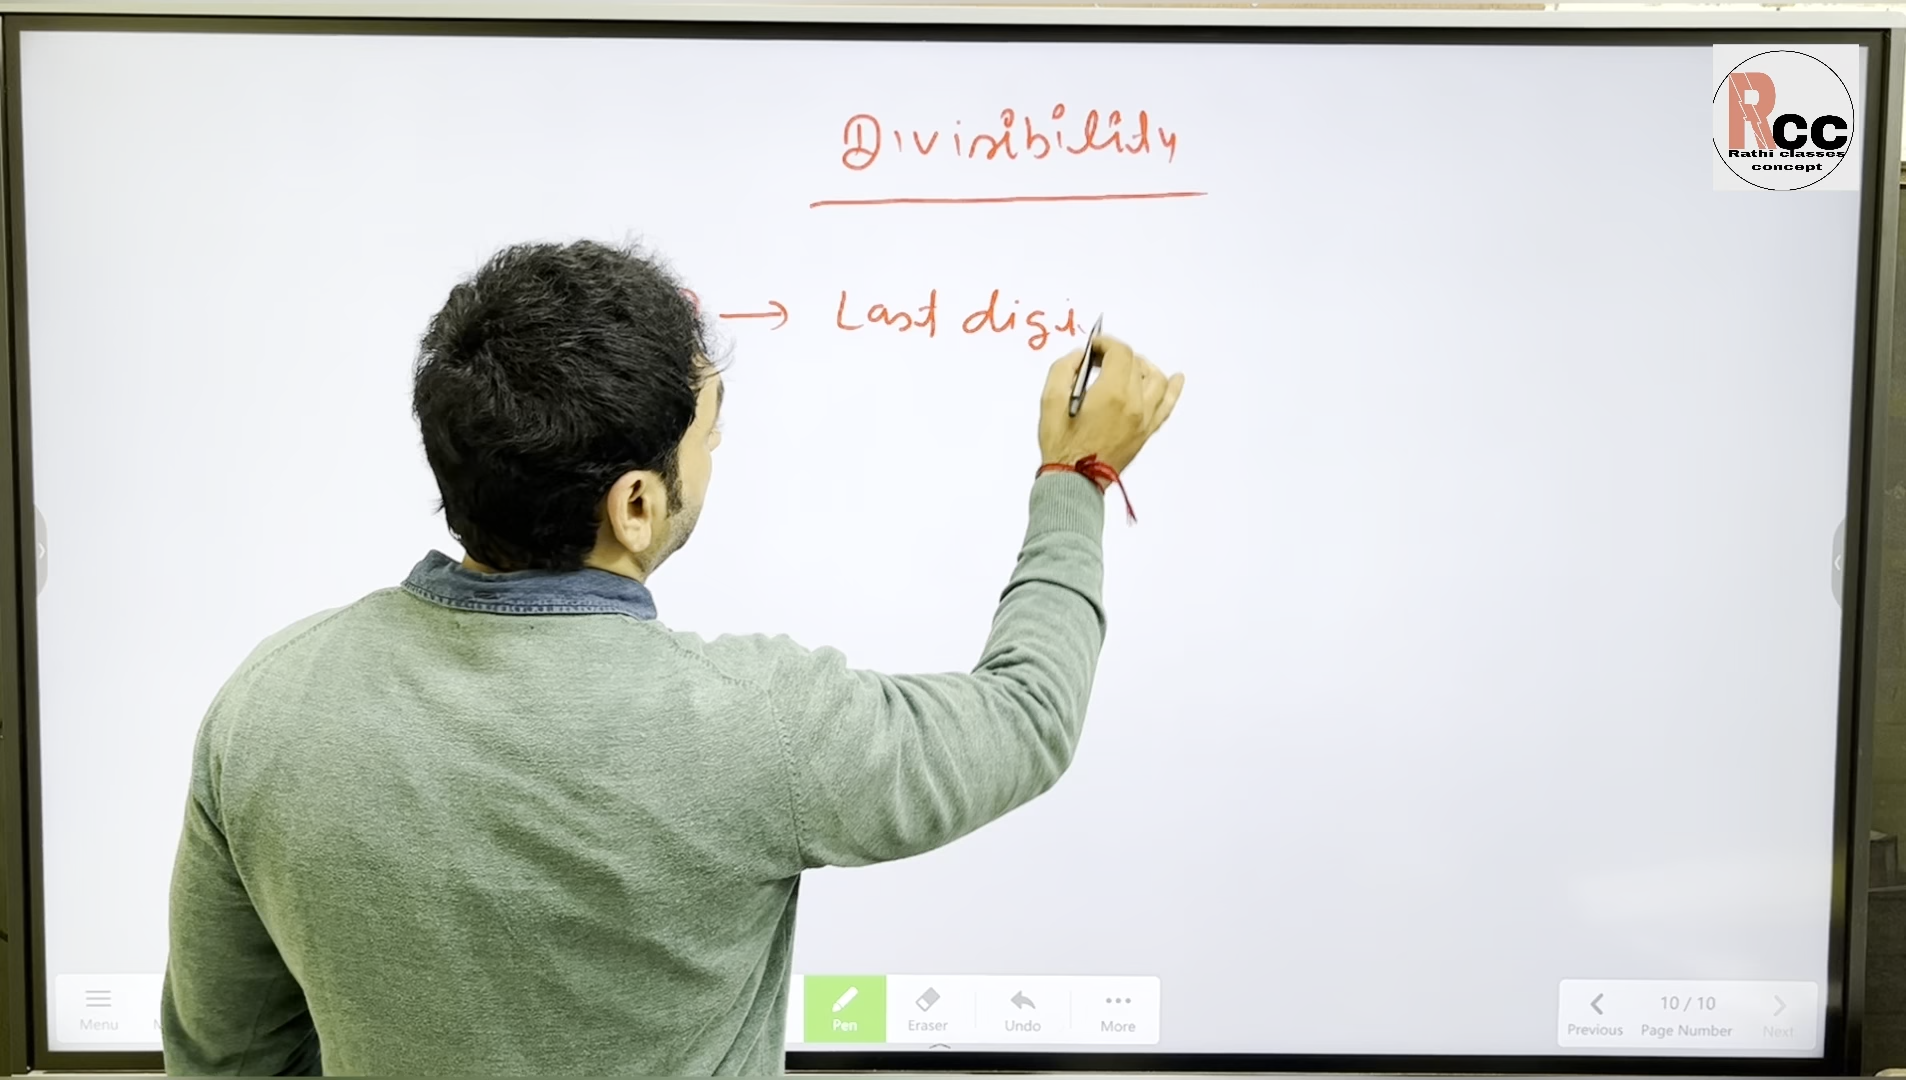 Divisibility
→ Last digi
Rcc
Rathi classes
concept
Menu
Pen
Eraser
Undo
More
10 / 10
Previous
Page Number
Next